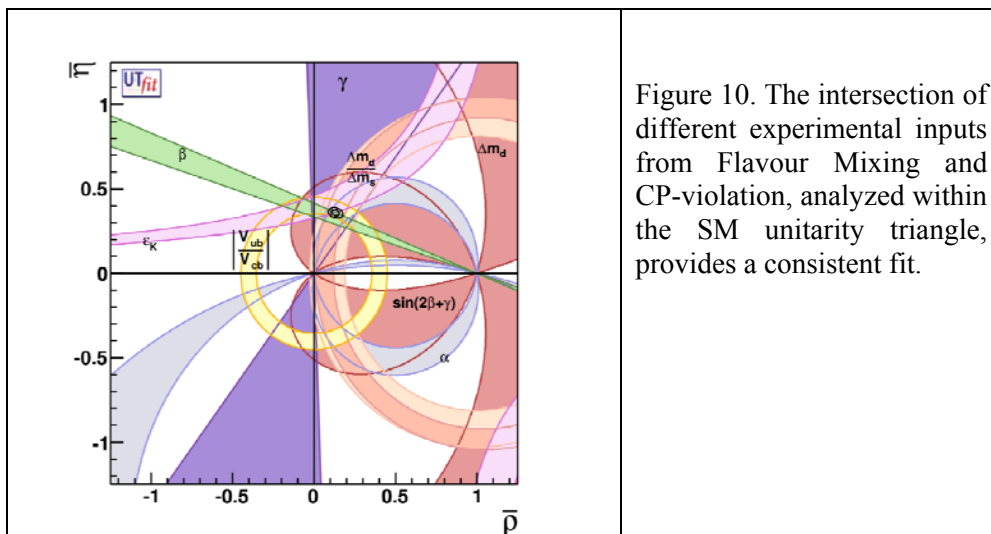 η̅
UTfit
γ
1
β
Δm_d
Δm_s
Δm_d
0.5
ε_K
|V_ub|
|V_cb|
0
sin(2β+γ)
-0.5
α
-1
-1
-0.5
0
0.5
1
ρ̅
Figure 10. The intersection of
different experimental inputs
from Flavour Mixing and
CP-violation, analyzed within
the SM unitarity triangle,
provides a consistent fit.